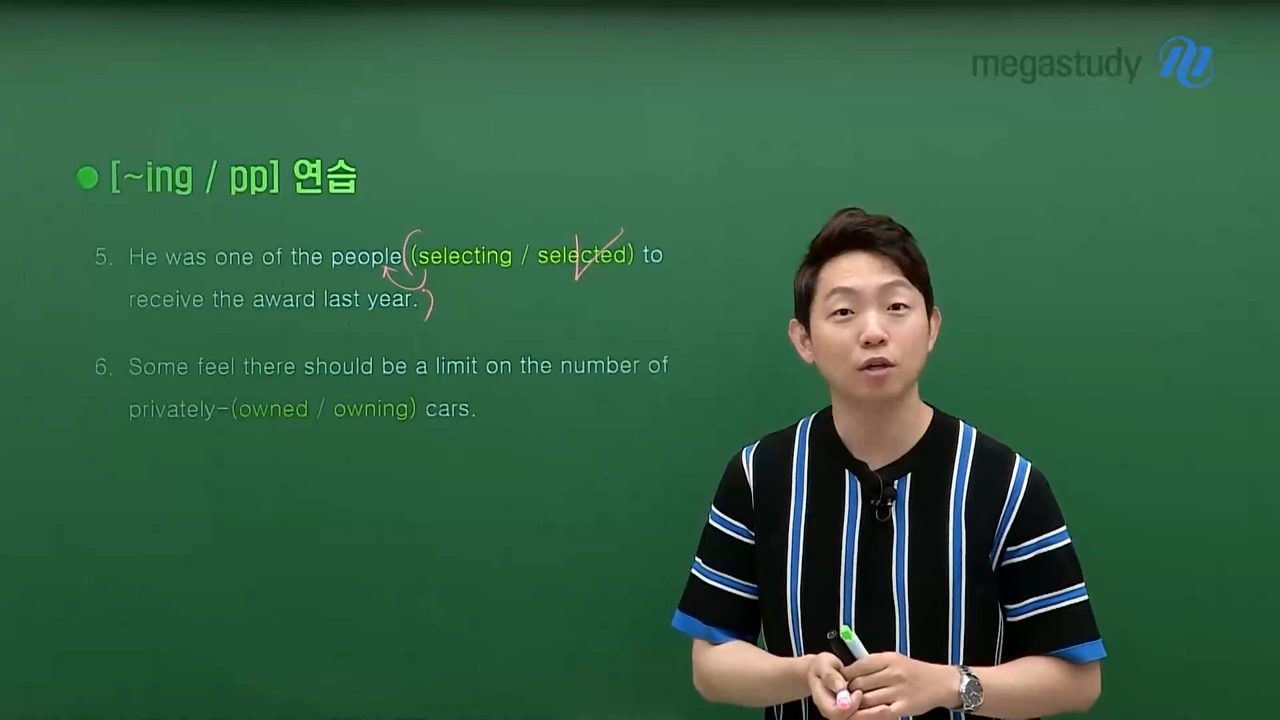 megastudy
[~ing / pp] 연습
5. He was one of the people (selecting / selected) to
receive the award last year.
6. Some feel there should be a limit on the number of
privately-(owned / owning) cars.